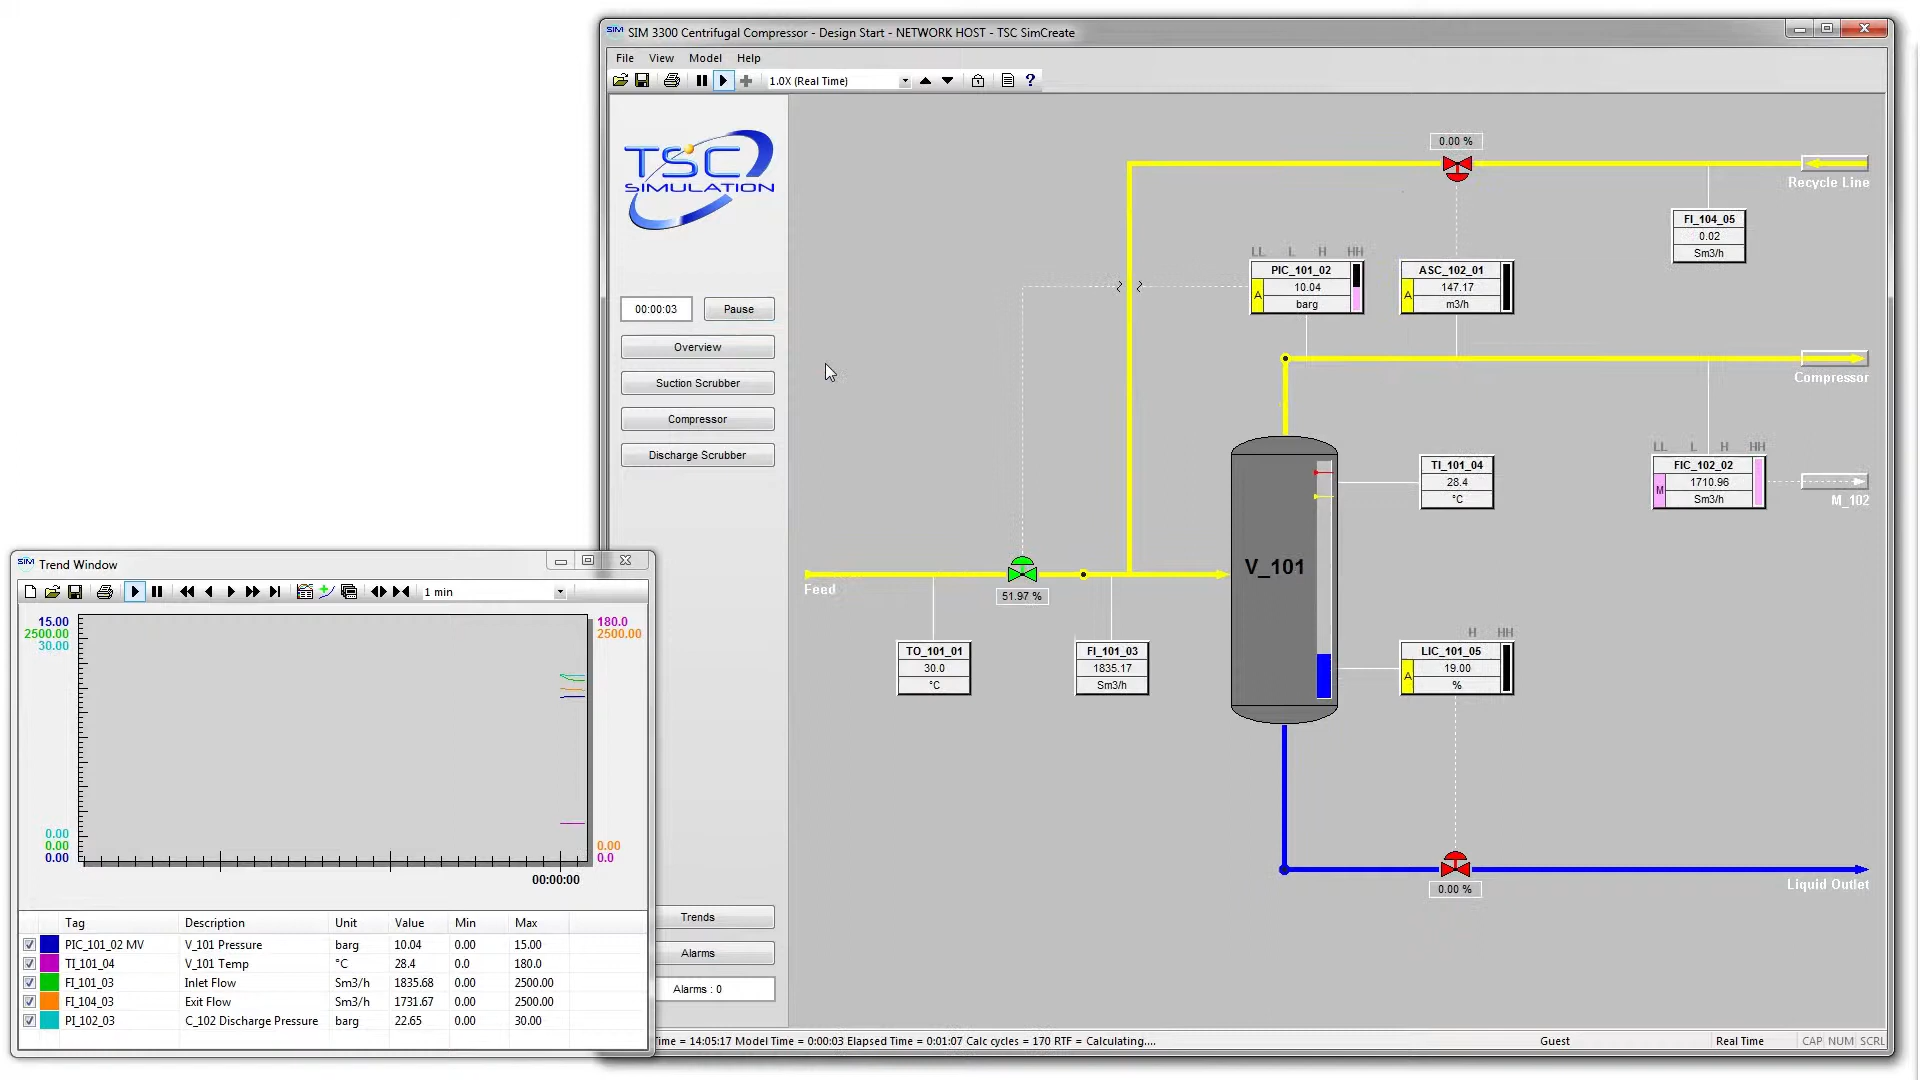 SIM 3300 Centrifugal Compressor - Design Start - NETWORK HOST - TSC SimCreate
File View Model Help
1.0X (Real Time)
TSC
SIMULATION
00:00:03 Pause
Overview
Suction Scrubber
Compressor
Discharge Scrubber
Trends
Alarms
Alarms : 0
0.00 %
Recycle Line
FI_104_05
0.02
Sm3/h
LL L H HH
PIC_101_02
A 10.04
barg
ASC_102_01
A 147.17
m3/h
Compressor
LL L H HH
FIC_102_02
M 1710.96
Sm3/h
M_102
TI_101_04
28.4
°C
V_101
Feed
51.97 %
TO_101_01
30.0
°C
FI_101_03
1835.17
Sm3/h
H HH
LIC_101_05
A 19.00
%
0.00 %
Liquid Outlet
ime = 14:05:17 Model Time = 0:00:03 Elapsed Time = 0:01:07 Calc cycles = 170 RTF = Calculating....
Guest
Real Time
CAP NUM SCRL
SIM Trend Window
1 min
15.00
2500.00
30.00
180.0
2500.00
0.00
0.00
0.00
0.00
0.0
00:00:00
Tag Description Unit Value Min Max
PIC_101_02 MV V_101 Pressure barg 10.04 0.00 15.00
TI_101_04 V_101 Temp °C 28.4 0.0 180.0
FI_101_03 Inlet Flow Sm3/h 1835.68 0.00 2500.00
FI_104_03 Exit Flow Sm3/h 1731.67 0.00 2500.00
PI_102_03 C_102 Discharge Pressure barg 22.65 0.00 30.00